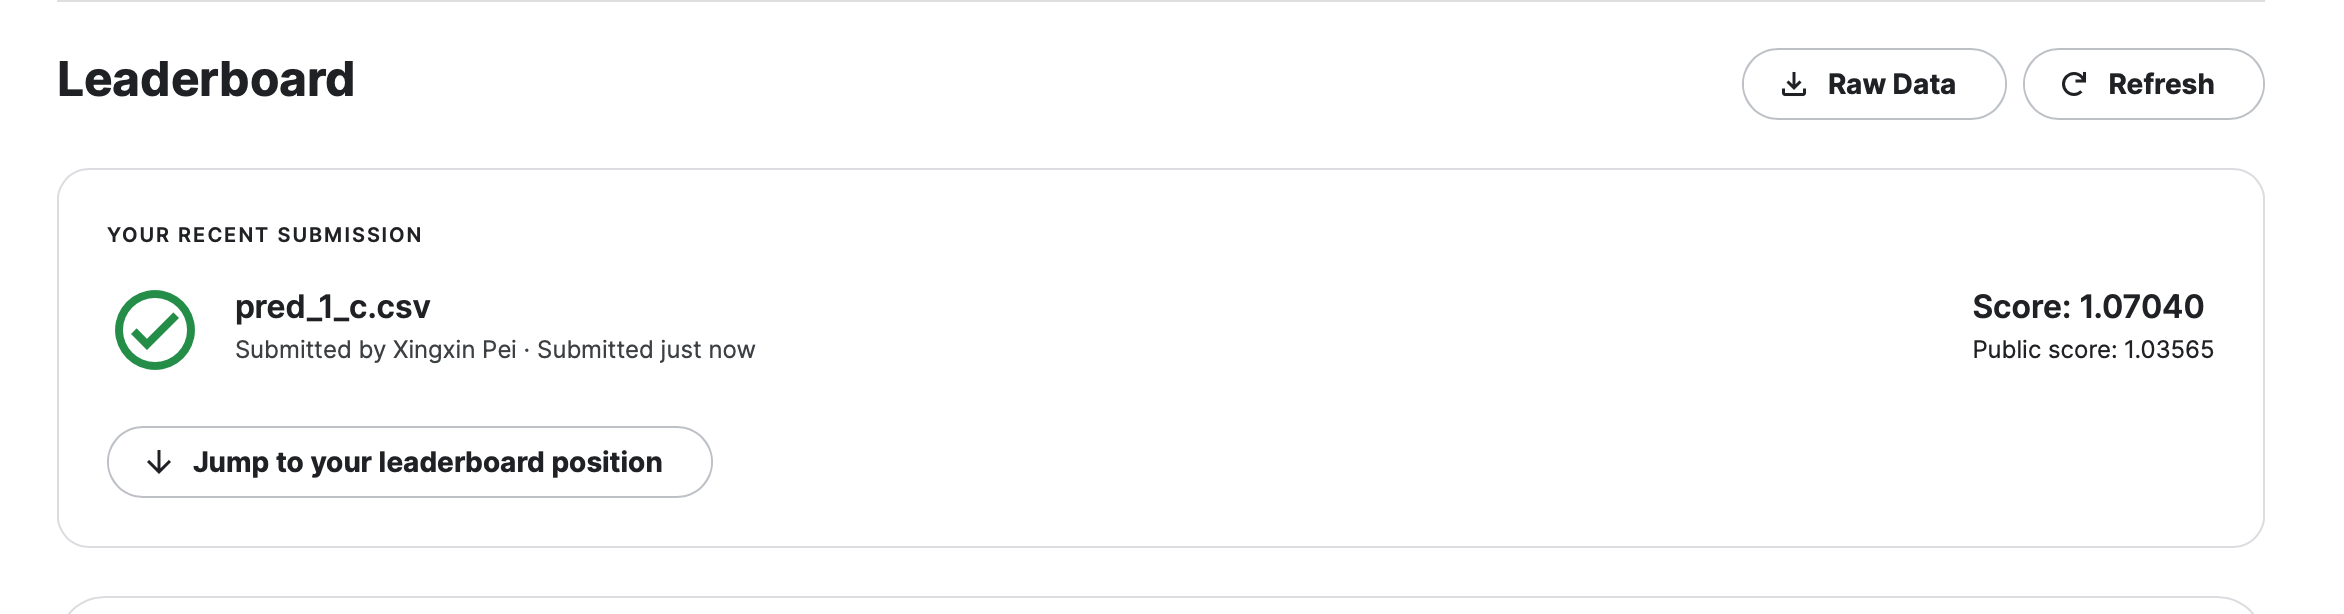 Leaderboard
Raw Data
Refresh
YOUR RECENT SUBMISSION
pred_1_c.csv
Submitted by Xingxin Pei · Submitted just now
Score: 1.07040
Public score: 1.03565
Jump to your leaderboard position